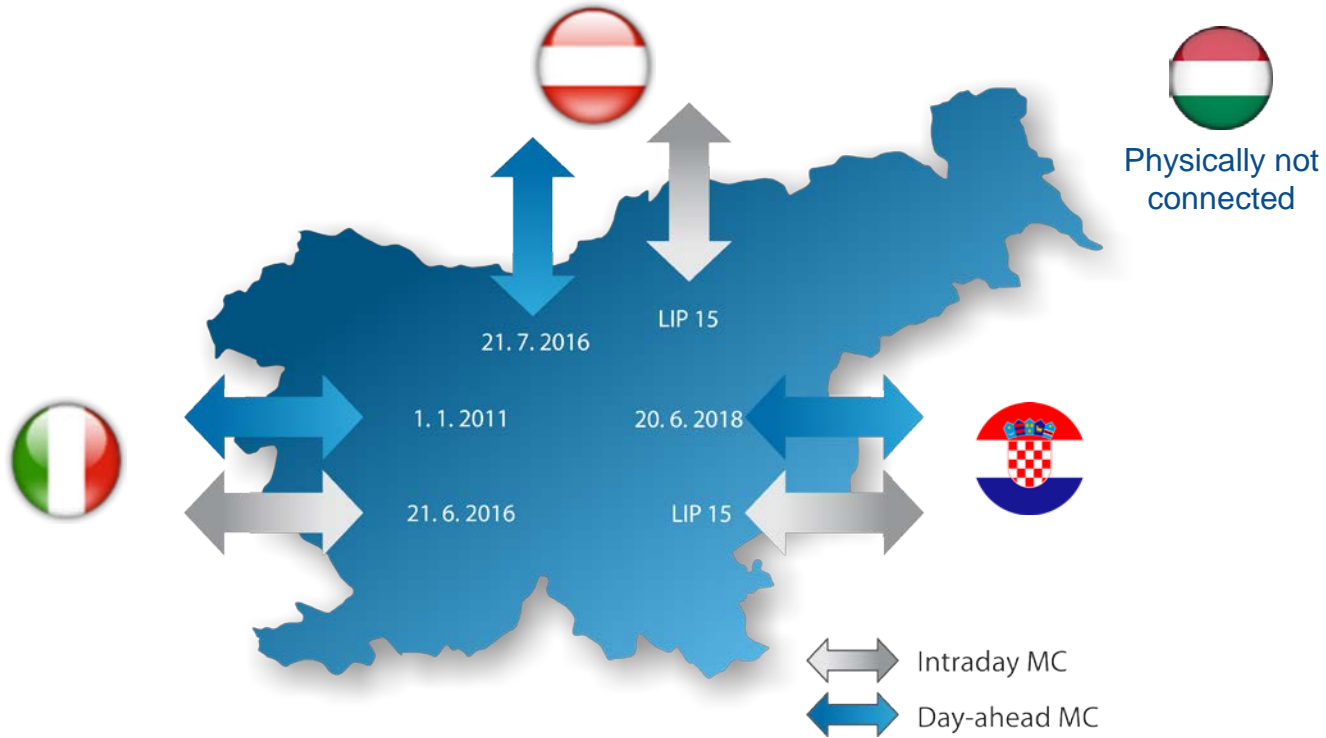 Physically not
connected
LIP 15
21. 7. 2016
1. 1. 2011
20. 6. 2018
21. 6. 2016
LIP 15
Intraday MC
Day-ahead MC